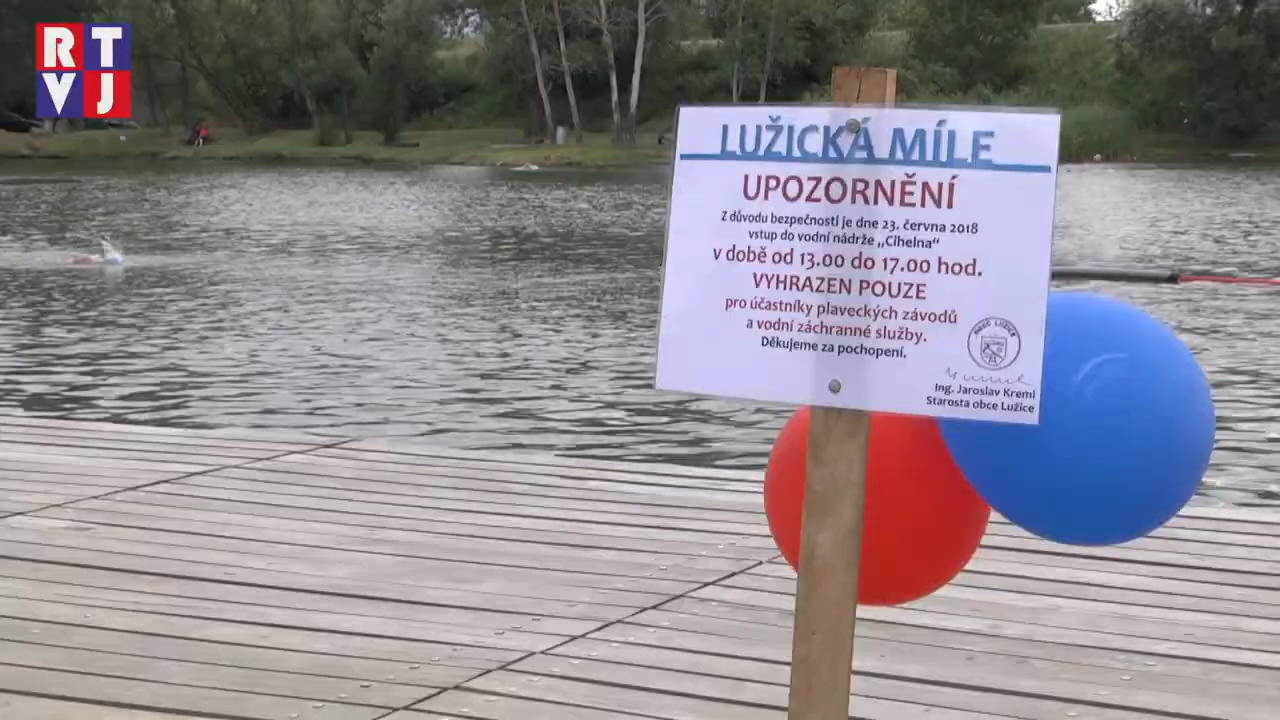 RT
VJ
LUŽICKÁ MÍLE
UPOZORNĚNÍ
Z důvodu bezpečnosti je dne 23. června 2018
vstup do vodní nádrže „Cihelna“
v době od 13.00 do 17.00 hod.
VYHRAZEN POUZE
pro účastníky plaveckých závodů
a vodní záchranné služby.
Děkujeme za pochopení.
OBEC LUŽICE
Ing. Jaroslav Kreml
Starosta obce Lužice